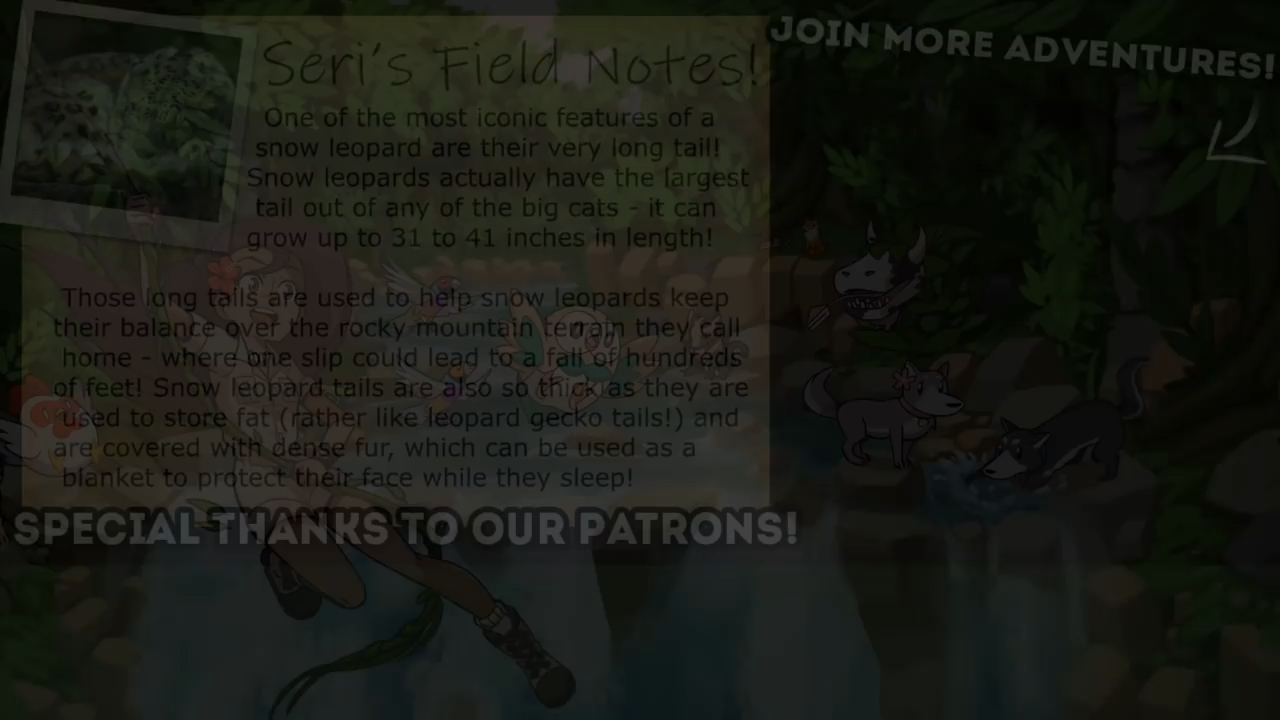 Seri's Field Notes!
JOIN MORE ADVENTURES!
One of the most iconic features of a
snow leopard are their very long tail!
Snow leopards actually have the largest
tail out of any of the big cats - it can
grow up to 31 to 41 inches in length!
Those long tails are used to help snow leopards keep
their balance over the rocky mountain terrain they call
home - where one slip could lead to a fall of hundreds
of feet! Snow leopard tails are also so thick as they are
used to store fat (rather like leopard gecko tails!) and
are covered with dense fur, which can be used as a
blanket to protect their face while they sleep!
SPECIAL THANKS TO OUR PATRONS!